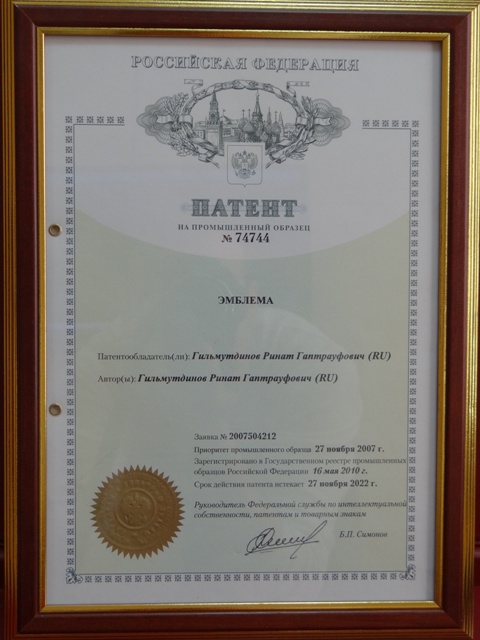 РОССИЙСКАЯ ФЕДЕРАЦИЯ
ПАТЕНТ
НА ПРОМЫШЛЕННЫЙ ОБРАЗЕЦ
№ 74744
ЭМБЛЕМА
Патентообладатель(ли): Гильмутдинов Ринат Гаптрауфович (RU)
Автор(ы): Гильмутдинов Ринат Гаптрауфович (RU)
Заявка № 2007504212
Приоритет промышленного образца 27 ноября 2007 г.
Зарегистрировано в Государственном реестре промышленных
образцов Российской Федерации 16 мая 2010 г.
Срок действия патента истекает 27 ноября 2022 г.
Руководитель Федеральной службы по интеллектуальной
собственности, патентам и товарным знакам
Б.П. Симонов